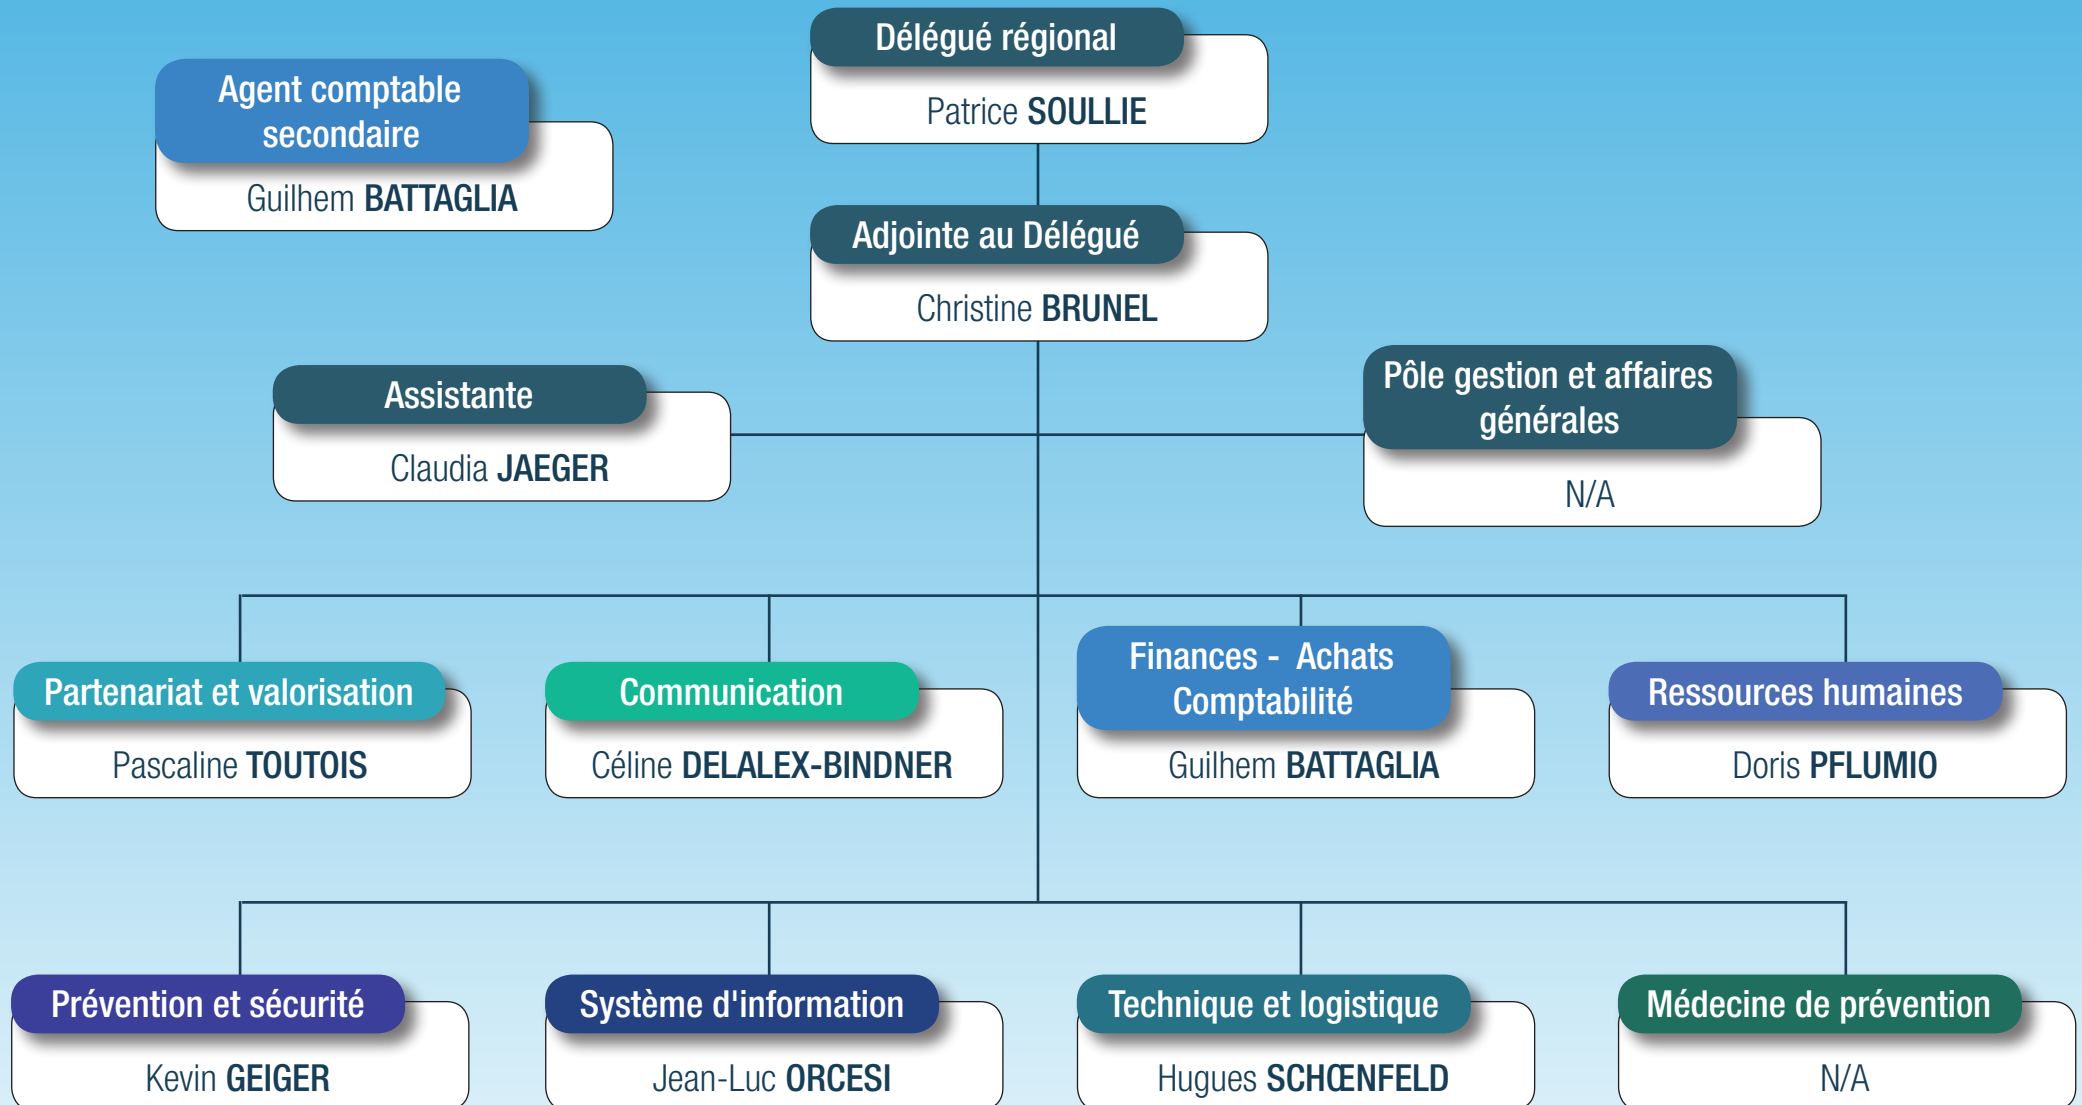 Délégué régional
Patrice SOULLIE
Agent comptable
secondaire
Guilhem BATTAGLIA
Adjointe au Délégué
Christine BRUNEL
Assistante
Claudia JAEGER
Pôle gestion et affaires
générales
N/A
Partenariat et valorisation
Pascaline TOUTOIS
Communication
Céline DELALEX-BINDNER
Finances - Achats
Comptabilité
Guilhem BATTAGLIA
Ressources humaines
Doris PFLUMIO
Prévention et sécurité
Kevin GEIGER
Système d'information
Jean-Luc ORCESI
Technique et logistique
Hugues SCHŒNFELD
Médecine de prévention
N/A